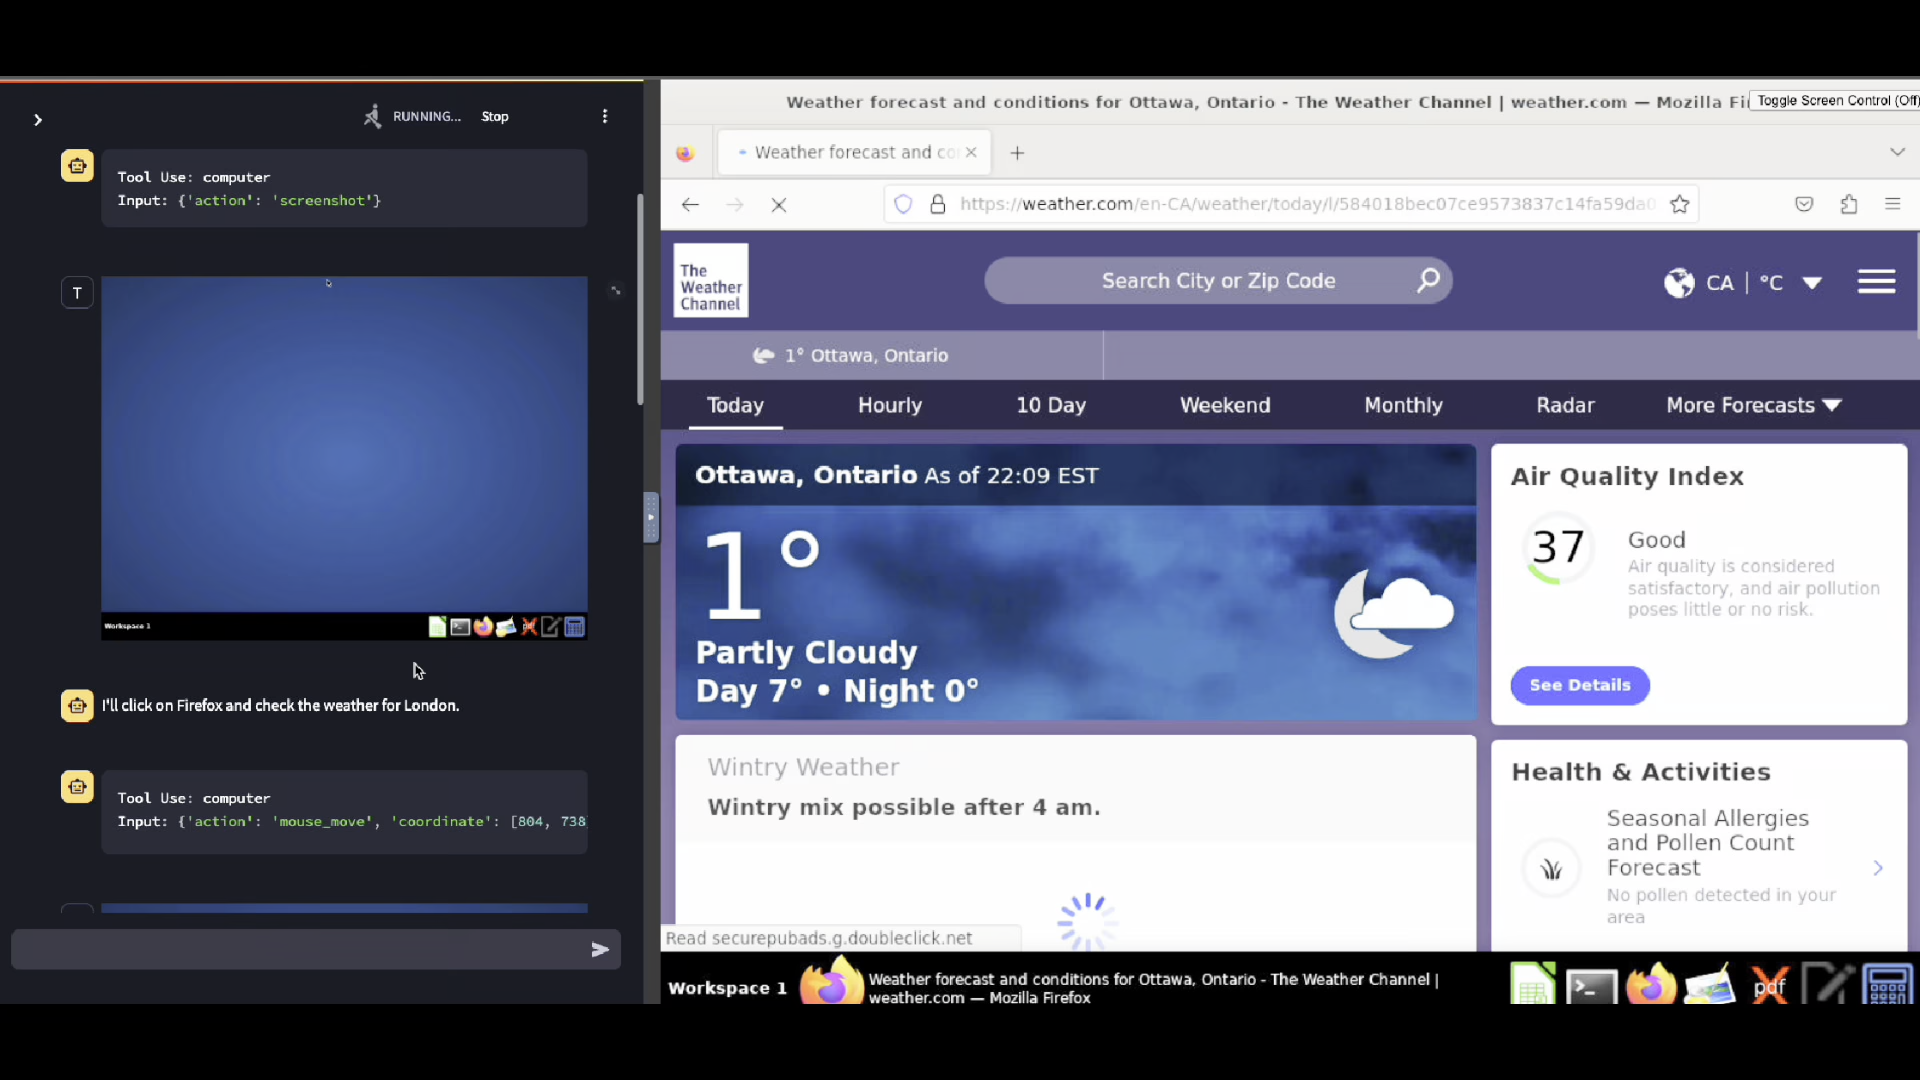 RUNNING...
Stop
Tool Use: computer
Input: {'action': 'screenshot'}
T
Workspace 1
pdf
I'll click on Firefox and check the weather for London.
Tool Use: computer
Input: {'action': 'mouse_move', 'coordinate': [804, 738
Weather forecast and conditions for Ottawa, Ontario - The Weather Channel | weather.com — Mozilla Fi
Toggle Screen Control (Off)
Weather forecast and co
https://weather.com/en-CA/weather/today/l/584018bec07ce9573837c14fa59da0
The
Weather
Channel
Search City or Zip Code
CA | °C
1° Ottawa, Ontario
Today
Hourly
10 Day
Weekend
Monthly
Radar
More Forecasts
Ottawa, Ontario As of 22:09 EST
1°
Partly Cloudy
Day 7° • Night 0°
Air Quality Index
37
Good
Air quality is considered
satisfactory, and air pollution
poses little or no risk.
See Details
Wintry Weather
Wintry mix possible after 4 am.
Health & Activities
Seasonal Allergies
and Pollen Count
Forecast
No pollen detected in your
area
Read securepubads.g.doubleclick.net
Workspace 1
Weather forecast and conditions for Ottawa, Ontario - The Weather Channel |
weather.com — Mozilla Firefox
pdf